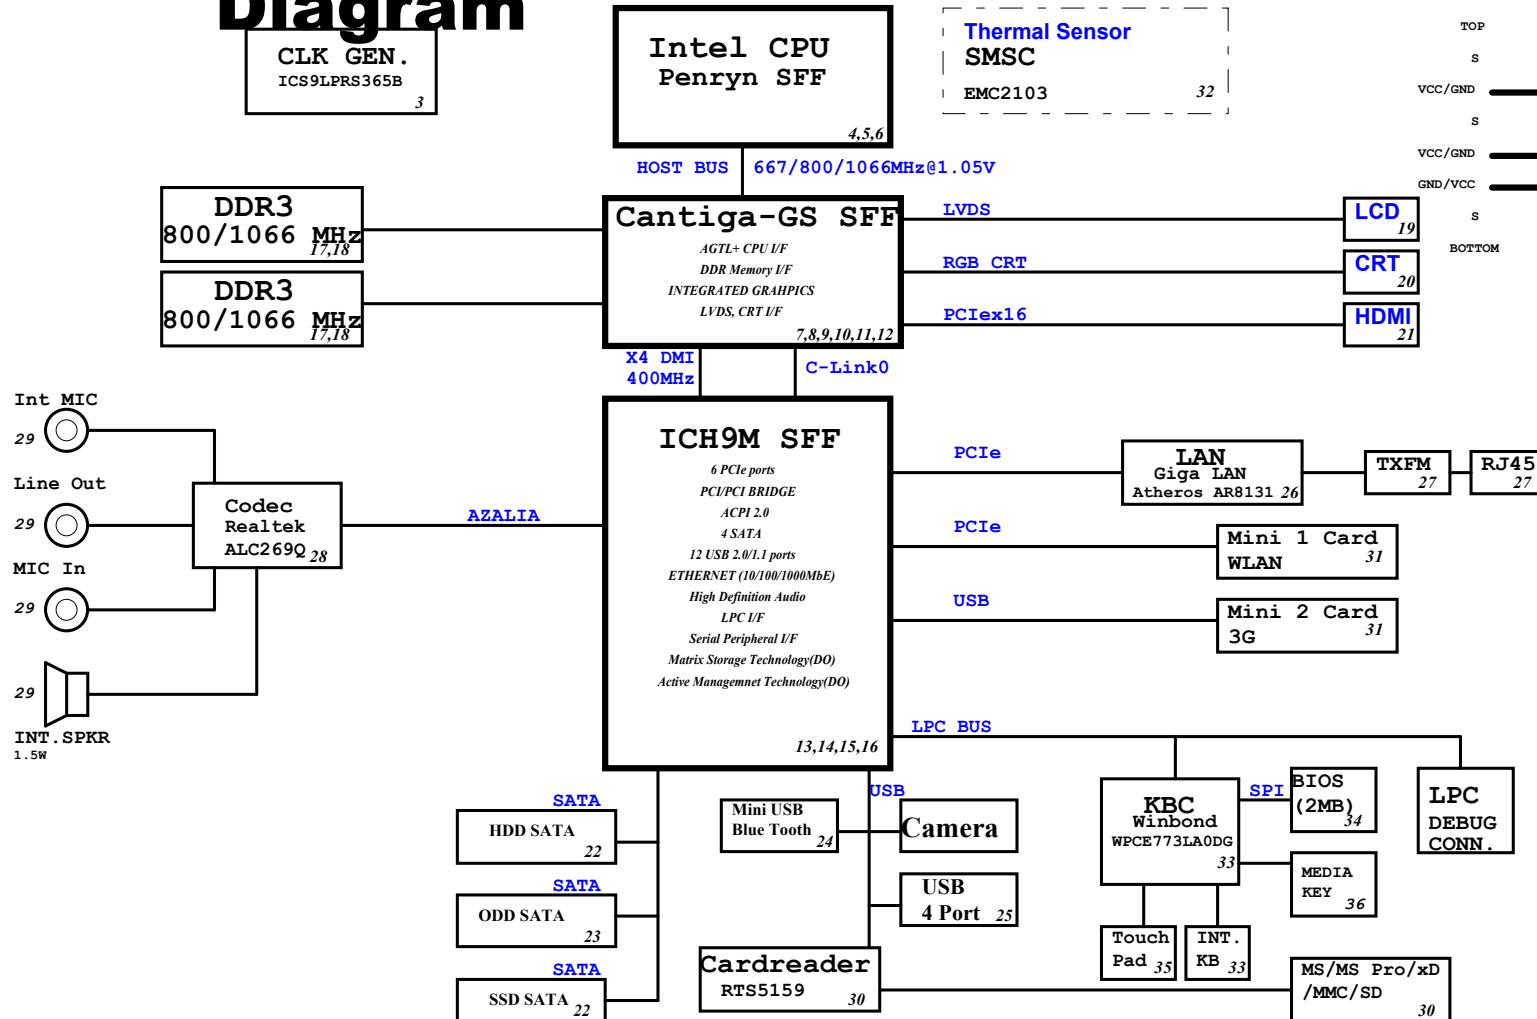 Diagram
CLK GEN.
ICS9LPRS365B
3
Intel CPU
Penryn SFF
4,5,6
Thermal Sensor
SMSC
EMC2103
32
TOP
S
VCC/GND
S
VCC/GND
GND/VCC
S
BOTTOM
HOST BUS
667/800/1066MHz@1.05V
DDR3
800/1066 MHz
17,18
DDR3
800/1066 MHz
17,18
Cantiga-GS SFF
AGTL+ CPU I/F
DDR Memory I/F
INTEGRATED GRAHPICS
LVDS, CRT I/F
7,8,9,10,11,12
LVDS
LCD
19
RGB CRT
CRT
20
PCIex16
HDMI
21
X4 DMI
400MHz
C-Link0
Int MIC
29
Line Out
29
MIC In
29
29
INT.SPKR
1.5W
Codec
Realtek
ALC269Q
28
AZALIA
ICH9M SFF
6 PCIe ports
PCI/PCI BRIDGE
ACPI 2.0
4 SATA
12 USB 2.0/1.1 ports
ETHERNET (10/100/1000MbE)
High Definition Audio
LPC I/F
Serial Peripheral I/F
Matrix Storage Technology(DO)
Active Managemnet Technology(DO)
13,14,15,16
PCIe
LAN
Giga LAN
Atheros AR8131
26
TXFM
27
RJ45
27
PCIe
Mini 1 Card
WLAN
31
USB
Mini 2 Card
3G
31
LPC BUS
SATA
HDD SATA
22
SATA
ODD SATA
23
SATA
SSD SATA
22
USB
Mini USB
Blue Tooth
24
Camera
USB
4 Port
25
Cardreader
RTS5159
30
KBC
Winbond
WPCE773LA0DG
33
SPI
BIOS
(2MB)
34
MEDIA
KEY
36
LPC
DEBUG
CONN.
Touch
Pad
35
INT.
KB
33
MS/MS Pro/xD
/MMC/SD
30